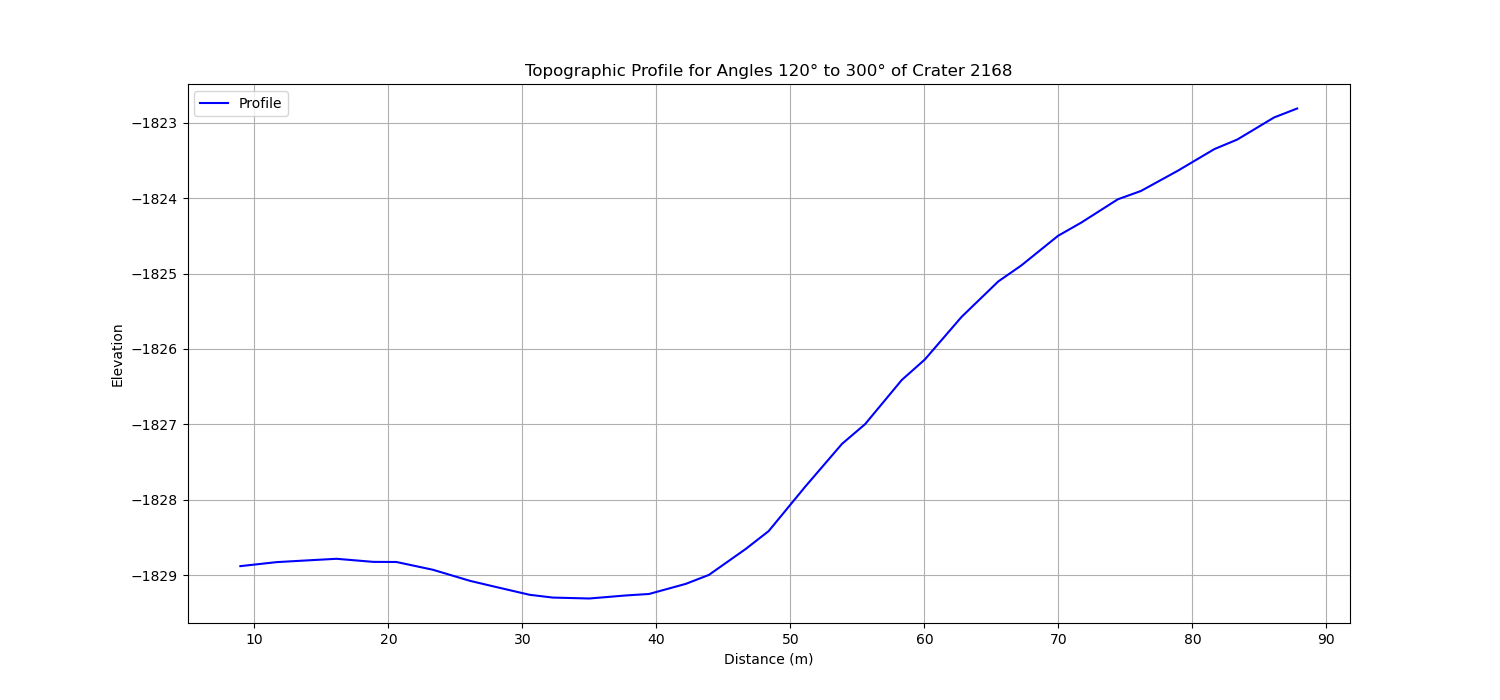 Topographic Profile for Angles 120° to 300° of Crater 2168
Profile
−1823
−1824
−1825
−1826
−1827
−1828
−1829
Elevation
10 20 30 40 50 60 70 80 90
Distance (m)